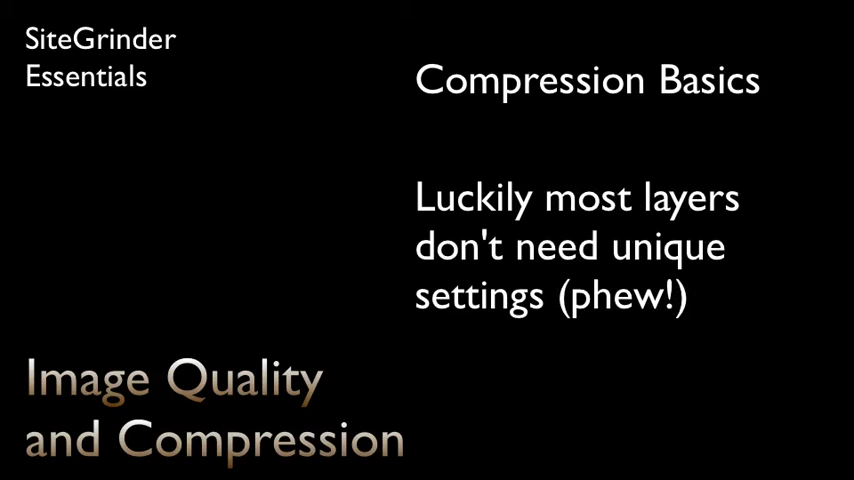 SiteGrinder
Essentials
Compression Basics
Luckily most layers
don't need unique
settings (phew!)
Image Quality
and Compression